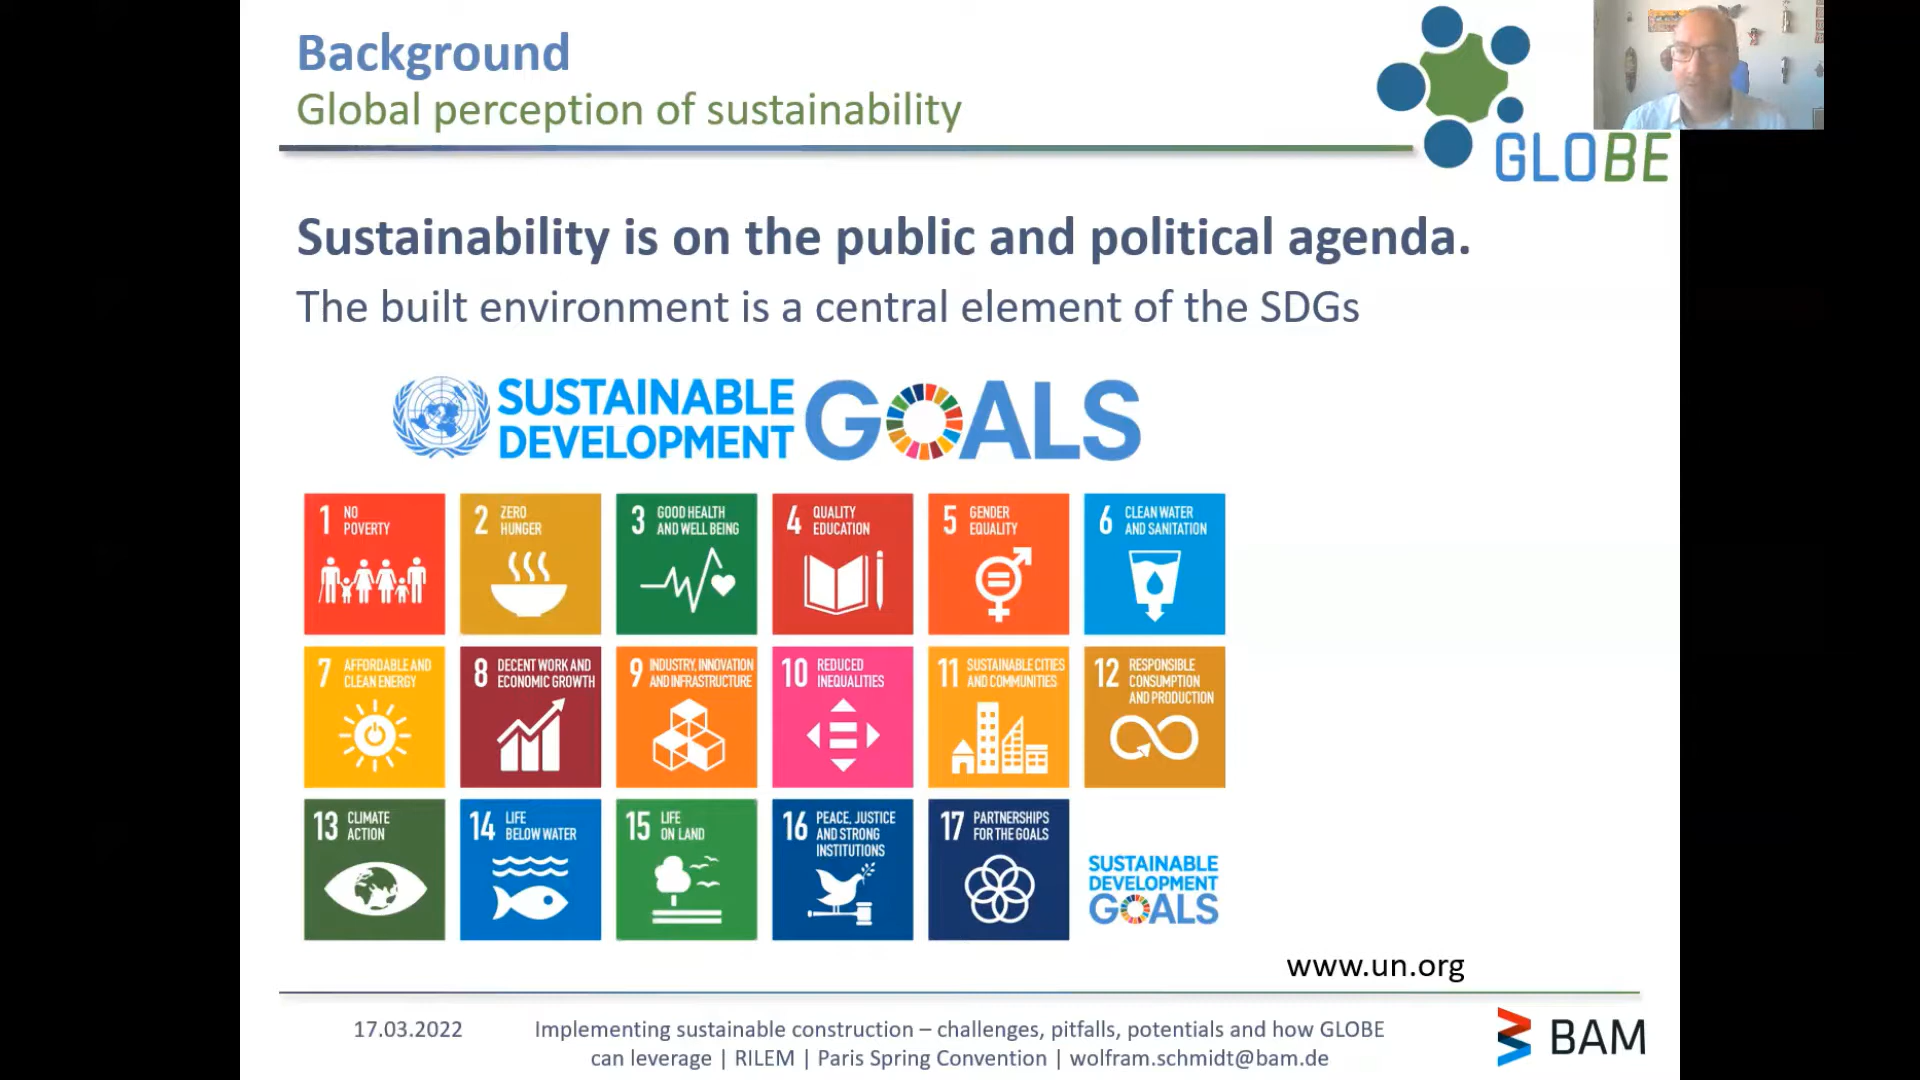 Background
Global perception of sustainability
GLOBE
Sustainability is on the public and political agenda.
The built environment is a central element of the SDGs
SUSTAINABLE
DEVELOPMENT
GOALS
1 NO
POVERTY
2 ZERO
HUNGER
3 GOOD HEALTH
AND WELL BEING
4 QUALITY
EDUCATION
5 GENDER
EQUALITY
6 CLEAN WATER
AND SANITATION
7 AFFORDABLE AND
CLEAN ENERGY
8 DECENT WORK AND
ECONOMIC GROWTH
9 INDUSTRY, INNOVATION
AND INFRASTRUCTURE
10 REDUCED
INEQUALITIES
11 SUSTAINABLE CITIES
AND COMMUNITIES
12 RESPONSIBLE
CONSUMPTION
AND PRODUCTION
13 CLIMATE
ACTION
14 LIFE
BELOW WATER
15 LIFE
ON LAND
16 PEACE, JUSTICE
AND STRONG
INSTITUTIONS
17 PARTNERSHIPS
FOR THE GOALS
SUSTAINABLE
DEVELOPMENT
GOALS
www.un.org
17.03.2022
Implementing sustainable construction – challenges, pitfalls, potentials and how GLOBE
can leverage | RILEM | Paris Spring Convention | wolfram.schmidt@bam.de
BAM